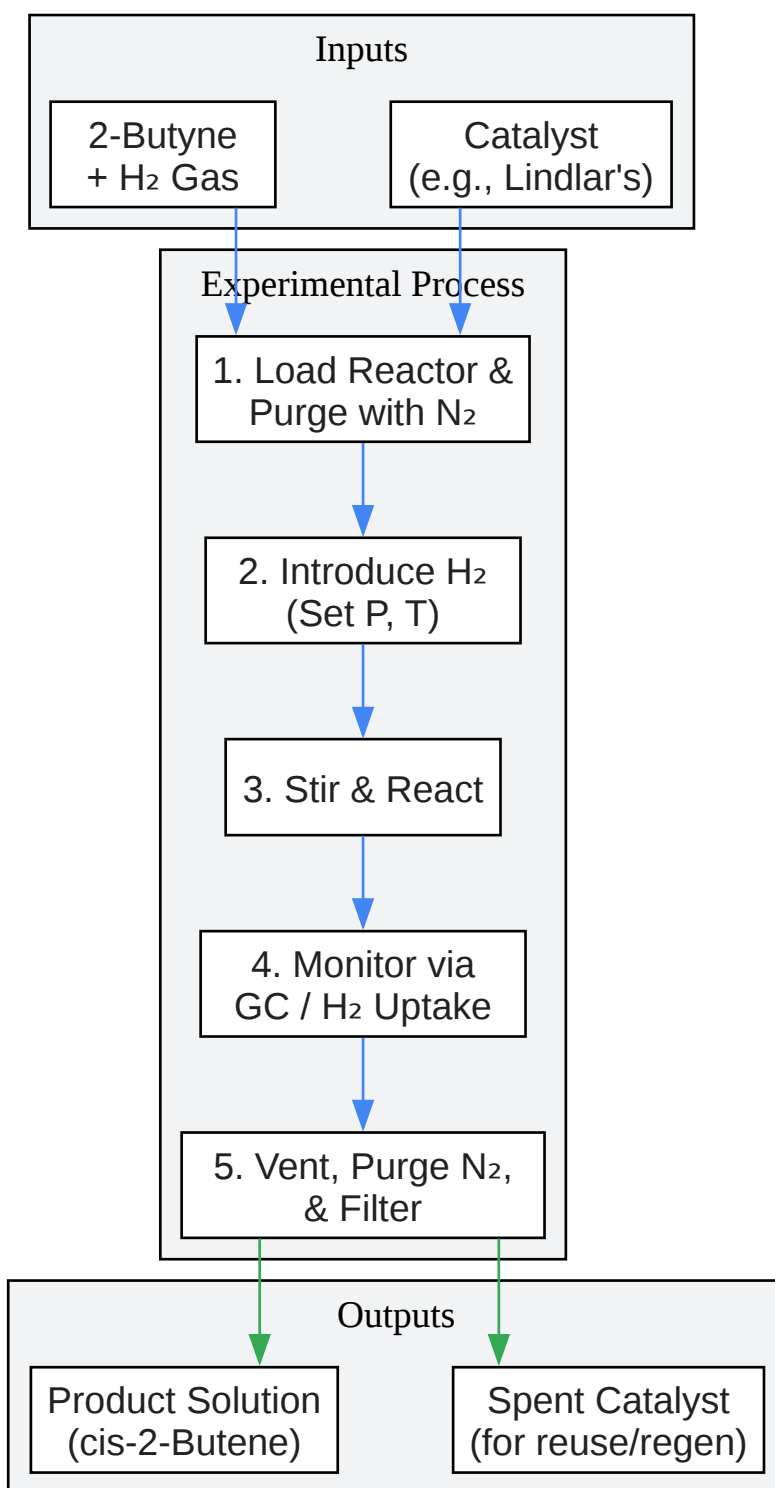 Inputs
2-Butyne
+ H₂ Gas
Catalyst
(e.g., Lindlar's)
Experimental Process
1. Load Reactor &
Purge with N₂
2. Introduce H₂
(Set P, T)
3. Stir & React
4. Monitor via
GC / H₂ Uptake
5. Vent, Purge N₂,
& Filter
Outputs
Product Solution
(cis-2-Butene)
Spent Catalyst
(for reuse/regen)